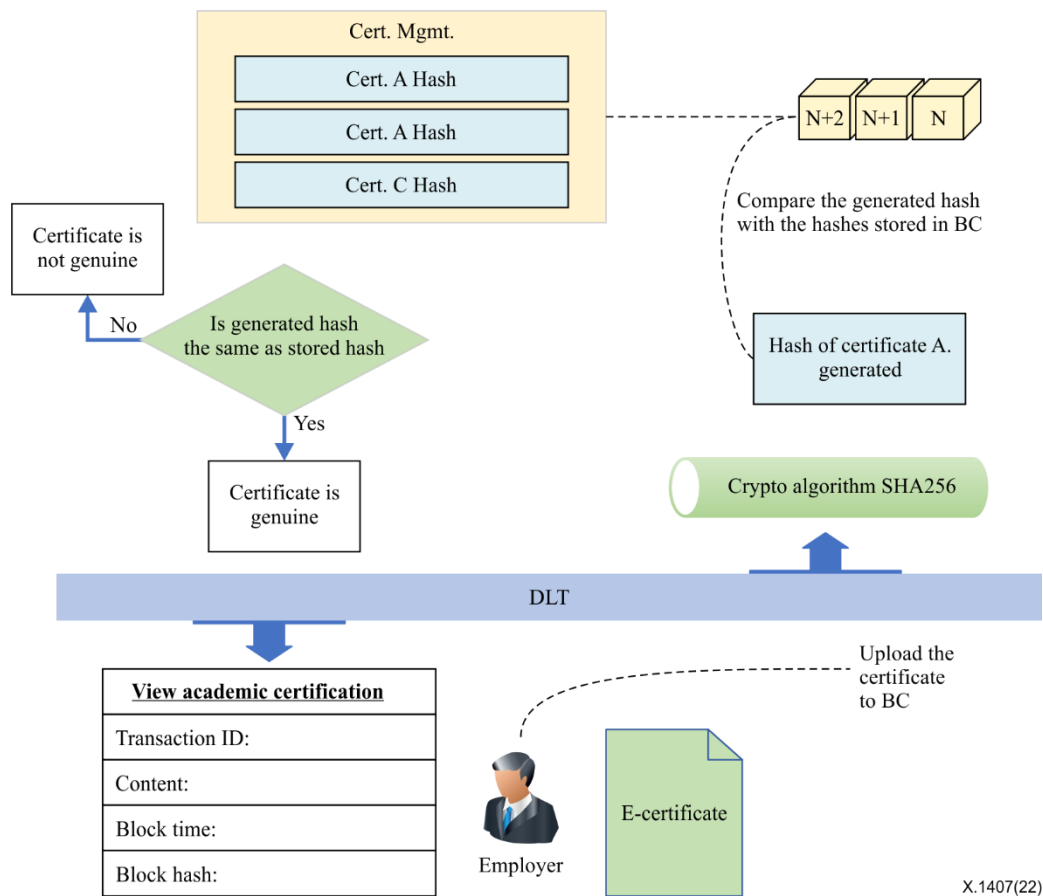 Cert. Mgmt.
Cert. A Hash
Cert. A Hash
Cert. C Hash
N+2
N+1
N
Compare the generated hash
with the hashes stored in BC
Certificate is
not genuine
No
Is generated hash
the same as stored hash
Hash of certificate A.
generated
Yes
Certificate is
genuine
Crypto algorithm SHA256
DLT
View academic certification
Transaction ID:
Content:
Block time:
Block hash:
Upload the
certificate
to BC
Employer
E-certificate
X.1407(22)